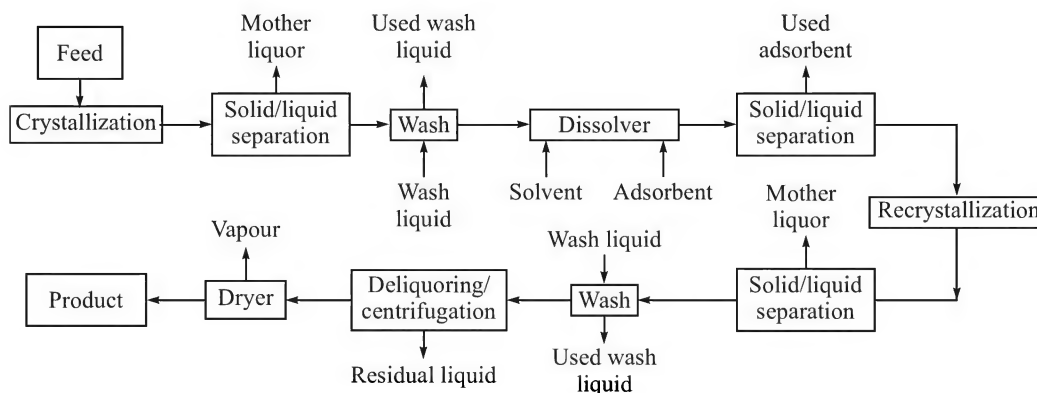 Feed
Mother
liquor
Used wash
liquid
Used
adsorbent
Crystallization
Solid/liquid
separation
Wash
Dissolver
Solid/liquid
separation
Wash
liquid
Solvent
Adsorbent
Recrystallization
Mother
liquor
Wash liquid
Vapour
Product
Dryer
Deliquoring/
centrifugation
Wash
Solid/liquid
separation
Residual liquid
Used wash
liquid